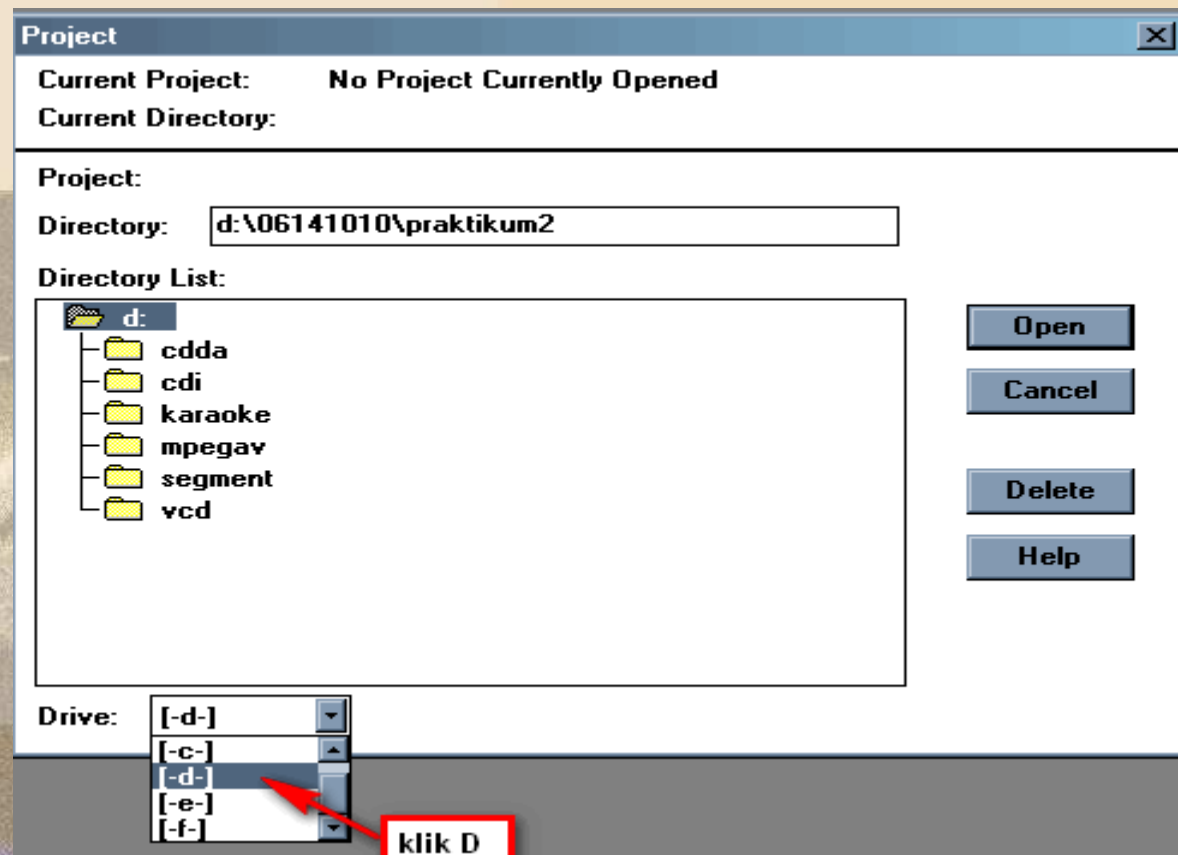 Project
Current Project: No Project Currently Opened
Current Directory:
Project:
Directory: d:\06141010\praktikum2
Directory List:
d:
cdda
cdi
karaoke
mpegav
segment
vcd
Open
Cancel
Delete
Help
Drive: [-d-]
[-c-]
[-d-]
[-e-]
[-f-]
klik D